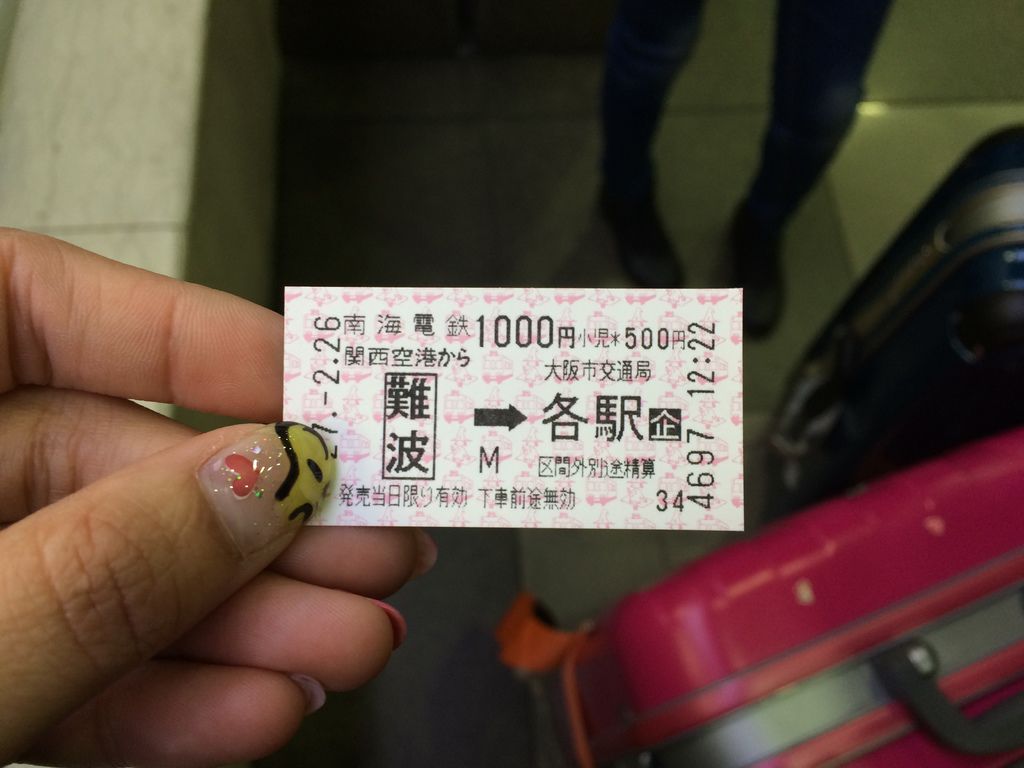 南海電鉄 1000円 小児*500円
関西空港から
大阪市交通局
難波 ➡ 各駅 企
M 区間外別途精算
発売当日限り有効 下車前途無効
34
-2.26
4697 12:22